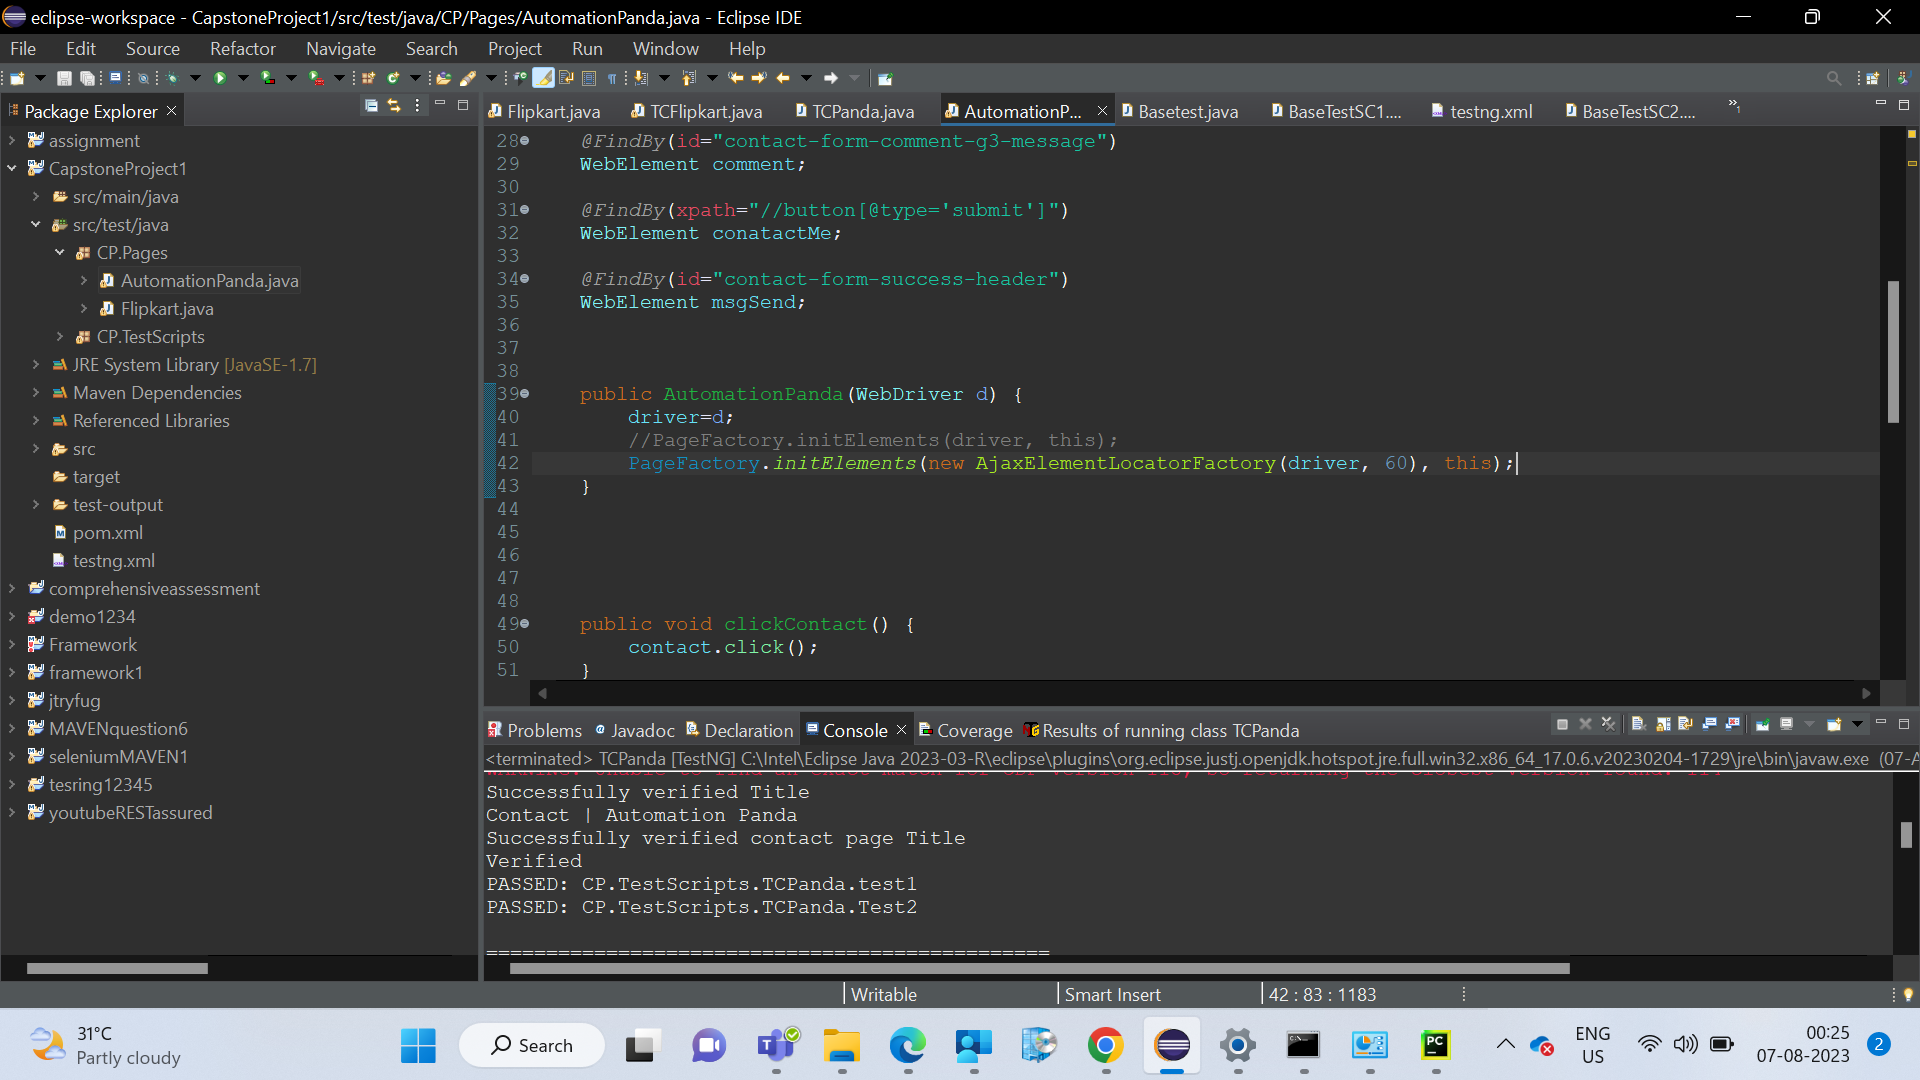 eclipse-workspace - CapstoneProject1/src/test/java/CP/Pages/AutomationPanda.java - Eclipse IDE
File Edit Source Refactor Navigate Search Project Run Window Help
Package Explorer
assignment
CapstoneProject1
src/main/java
src/test/java
CP.Pages
AutomationPanda.java
Flipkart.java
CP.TestScripts
JRE System Library [JavaSE-1.7]
Maven Dependencies
Referenced Libraries
src
target
test-output
pom.xml
testng.xml
comprehensiveassessment
demo1234
Framework
framework1
jtryfug
MAVENquestion6
seleniumMAVEN1
tesring12345
youtubeRESTassured
Flipkart.java TCFlipkart.java TCPanda.java AutomationP... Basetest.java BaseTestSC1.... testng.xml BaseTestSC2.... »1
28 @FindBy(id="contact-form-comment-g3-message")
29 WebElement comment;
30
31 @FindBy(xpath="//button[@type='submit']")
32 WebElement conatactMe;
33
34 @FindBy(id="contact-form-success-header")
35 WebElement msgSend;
36
37
38
39 public AutomationPanda(WebDriver d) {
40 driver=d;
41 //PageFactory.initElements(driver, this);
42 PageFactory.initElements(new AjaxElementLocatorFactory(driver, 60), this);
43 }
44
45
46
47
48
49 public void clickContact() {
50 contact.click();
51 }
Problems Javadoc Declaration Console Coverage Results of running class TCPanda
<terminated> TCPanda [TestNG] C:\Intel\Eclipse Java 2023-03-R\eclipse\plugins\org.eclipse.justj.openjdk.hotspot.jre.full.win32.x86_64_17.0.6.v20230204-1729\jre\bin\javaw.exe (07-A
Successfully verified Title
Contact | Automation Panda
Successfully verified contact page Title
Verified
PASSED: CP.TestScripts.TCPanda.test1
PASSED: CP.TestScripts.TCPanda.Test2
===============================================
Writable Smart Insert 42 : 83 : 1183
31°C
Partly cloudy
Search
PC
ENG
US
00:25
07-08-2023
2